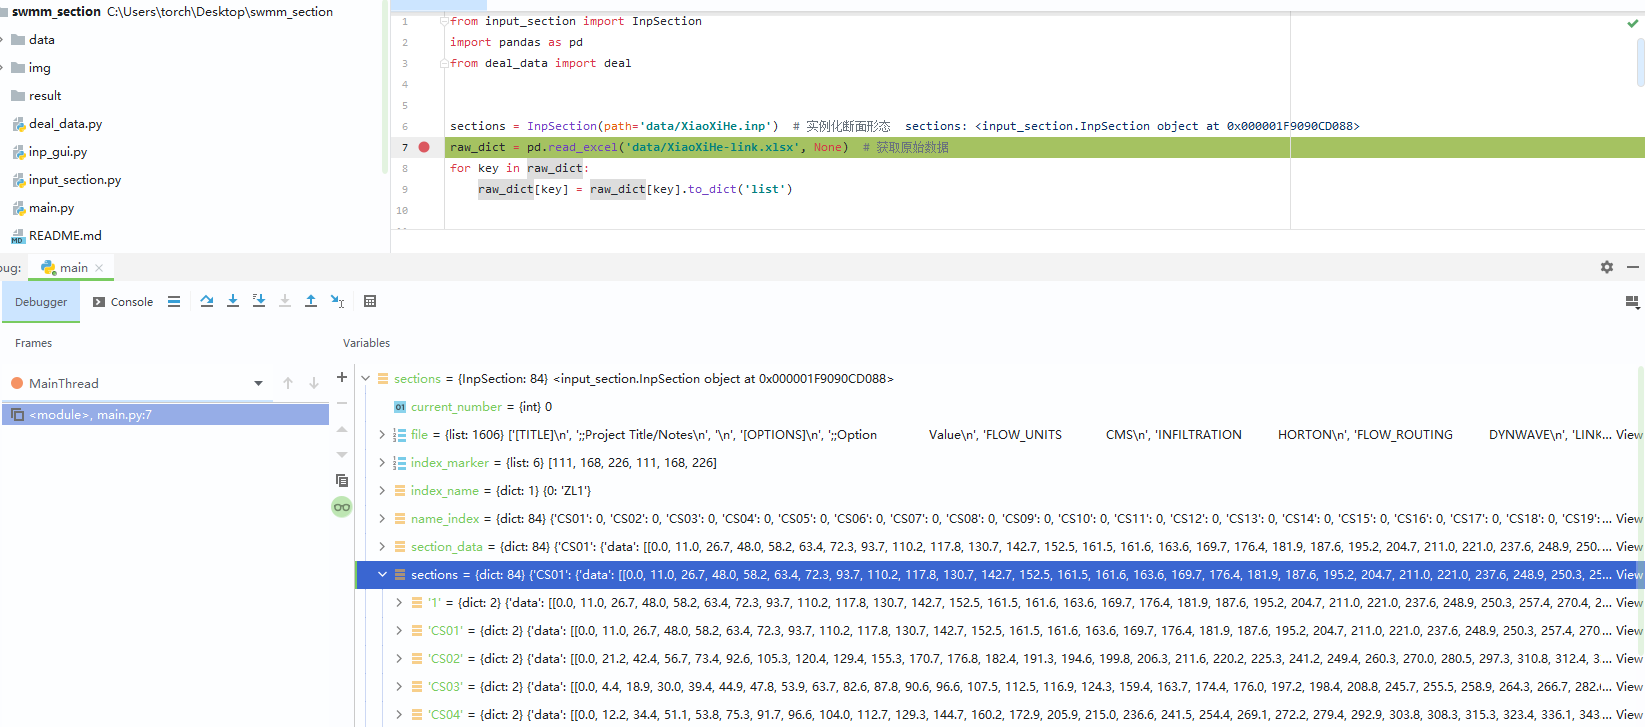 swmm_section C:\Users\torch\Desktop\swmm_section
data
img
result
deal_data.py
inp_gui.py
input_section.py
main.py
README.md
1 from input_section import InpSection
2 import pandas as pd
3 from deal_data import deal
4
5
6 sections = InpSection(path='data/XiaoXiHe.inp') # 实例化断面形态 sections: <input_section.InpSection object at 0x000001F9090CD088>
7 raw_dict = pd.read_excel('data/XiaoXiHe-link.xlsx', None) # 获取原始数据
8 for key in raw_dict:
9 raw_dict[key] = raw_dict[key].to_dict('list')
10
ug: main
Debugger Console
Frames Variables
MainThread
<module>, main.py:7
sections = {InpSection: 84} <input_section.InpSection object at 0x000001F9090CD088>
01 current_number = {int} 0
file = {list: 1606} ['[TITLE]\n', ';;Project Title/Notes\n', '\n', '[OPTIONS]\n', ';;Option Value\n', 'FLOW_UNITS CMS\n', 'INFILTRATION HORTON\n', 'FLOW_ROUTING DYNWAVE\n', 'LINK... View
index_marker = {list: 6} [111, 168, 226, 111, 168, 226]
index_name = {dict: 1} {0: 'ZL1'}
name_index = {dict: 84} {'CS01': 0, 'CS02': 0, 'CS03': 0, 'CS04': 0, 'CS05': 0, 'CS06': 0, 'CS07': 0, 'CS08': 0, 'CS09': 0, 'CS10': 0, 'CS11': 0, 'CS12': 0, 'CS13': 0, 'CS14': 0, 'CS15': 0, 'CS16': 0, 'CS17': 0, 'CS18': 0, 'CS19':... View
section_data = {dict: 84} {'CS01': {'data': [[0.0, 11.0, 26.7, 48.0, 58.2, 63.4, 72.3, 93.7, 110.2, 117.8, 130.7, 142.7, 152.5, 161.5, 161.6, 163.6, 169.7, 176.4, 181.9, 187.6, 195.2, 204.7, 211.0, 221.0, 237.6, 248.9, 250.... View
sections = {dict: 84} {'CS01': {'data': [[0.0, 11.0, 26.7, 48.0, 58.2, 63.4, 72.3, 93.7, 110.2, 117.8, 130.7, 142.7, 152.5, 161.5, 161.6, 163.6, 169.7, 176.4, 181.9, 187.6, 195.2, 204.7, 211.0, 221.0, 237.6, 248.9, 250.3, 25... View
'1' = {dict: 2} {'data': [[0.0, 11.0, 26.7, 48.0, 58.2, 63.4, 72.3, 93.7, 110.2, 117.8, 130.7, 142.7, 152.5, 161.5, 161.6, 163.6, 169.7, 176.4, 181.9, 187.6, 195.2, 204.7, 211.0, 221.0, 237.6, 248.9, 250.3, 257.4, 270.4, 2... View
'CS01' = {dict: 2} {'data': [[0.0, 11.0, 26.7, 48.0, 58.2, 63.4, 72.3, 93.7, 110.2, 117.8, 130.7, 142.7, 152.5, 161.5, 161.6, 163.6, 169.7, 176.4, 181.9, 187.6, 195.2, 204.7, 211.0, 221.0, 237.6, 248.9, 250.3, 257.4, 270... View
'CS02' = {dict: 2} {'data': [[0.0, 21.2, 42.4, 56.7, 73.4, 92.6, 105.3, 120.4, 129.4, 155.3, 170.7, 176.8, 182.4, 191.3, 194.6, 199.8, 206.3, 211.6, 220.2, 225.3, 241.2, 249.4, 260.3, 270.0, 280.5, 297.3, 310.8, 312.4, 3... View
'CS03' = {dict: 2} {'data': [[0.0, 4.4, 18.9, 30.0, 39.4, 44.9, 47.8, 53.9, 63.7, 82.6, 87.8, 90.6, 96.6, 107.5, 112.5, 116.9, 124.3, 159.4, 163.7, 174.4, 176.0, 197.2, 198.4, 208.8, 245.7, 255.5, 258.9, 264.3, 266.7, 282.... View
'CS04' = {dict: 2} {'data': [[0.0, 12.2, 34.4, 51.1, 53.8, 75.3, 91.7, 96.6, 104.0, 112.7, 129.3, 144.7, 160.2, 172.9, 205.9, 215.0, 236.6, 241.5, 254.4, 269.1, 272.2, 279.4, 292.9, 303.8, 308.3, 315.3, 323.4, 336.1, 343... View